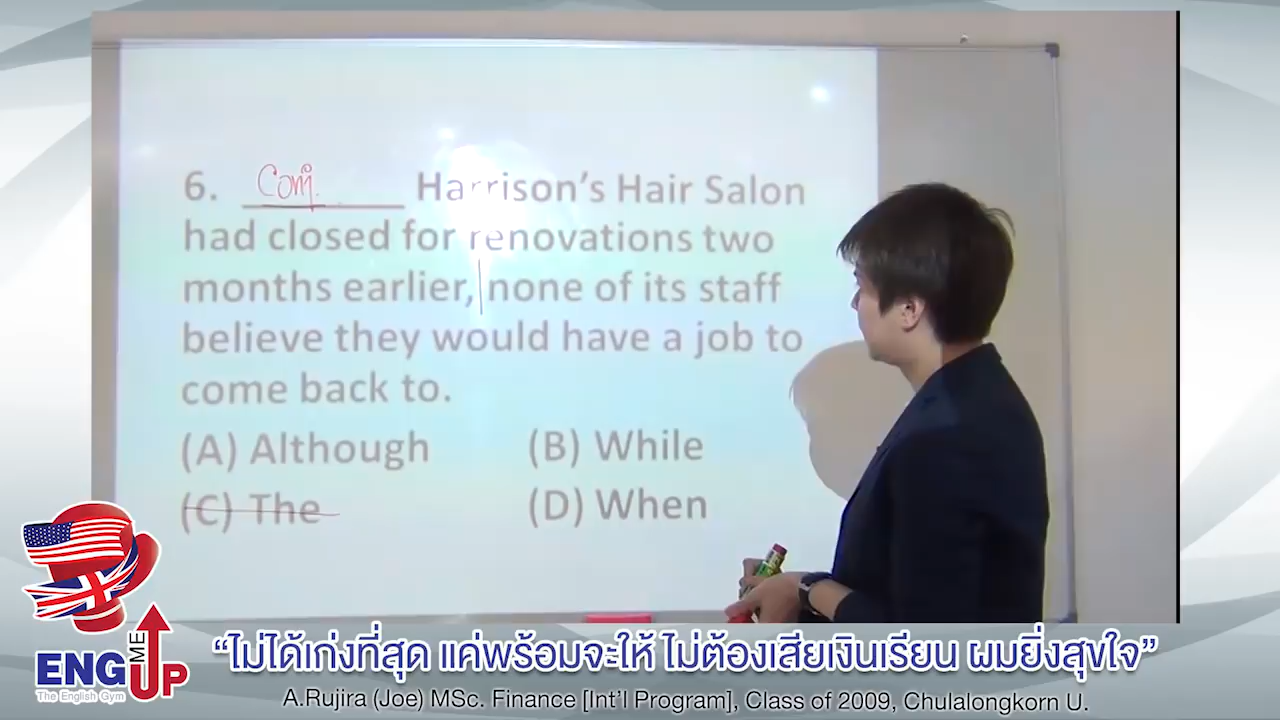 6. Conj. Harrison's Hair Salon
had closed for renovations two
months earlier, none of its staff
believe they would have a job to
come back to.
(A) Although (B) While
(C) The (D) When
ENG UP ME
The English Gym
“ไม่ได้เก่งที่สุด แค่พร้อมจะให้ ไม่ต้องเสียเงินเรียน ผมยิ่งสุขใจ”
A.Rujira (Joe) MSc. Finance [Int'l Program], Class of 2009, Chulalongkorn U.